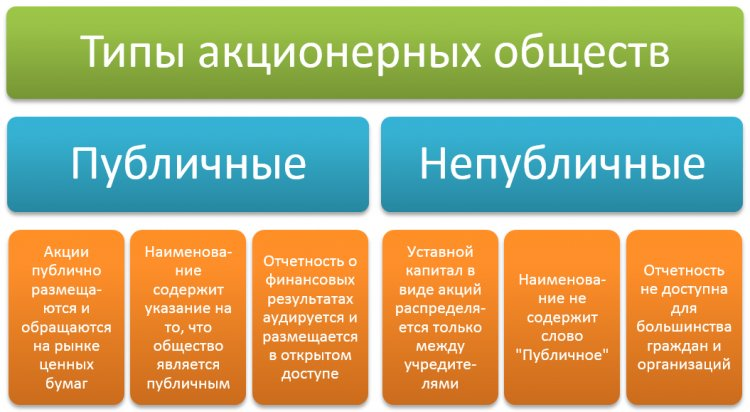 Типы акционерных обществ
Публичные
Непубличные
Акции
публично
размеща-
ются и
обращаются
на рынке
ценных
бумаг
Наименова-
ние
содержит
указание на
то, что
общество
является
публичным
Отчетность о
финансовых
результатах
аудируется и
размещается
в открытом
доступе
Уставной
капитал в
виде акций
распределя-
ется только
между
учредите-
лями
Наименова-
ние не
содержит
слово
"Публичное"
Отчетность
не доступна
для
большинства
граждан и
организаций